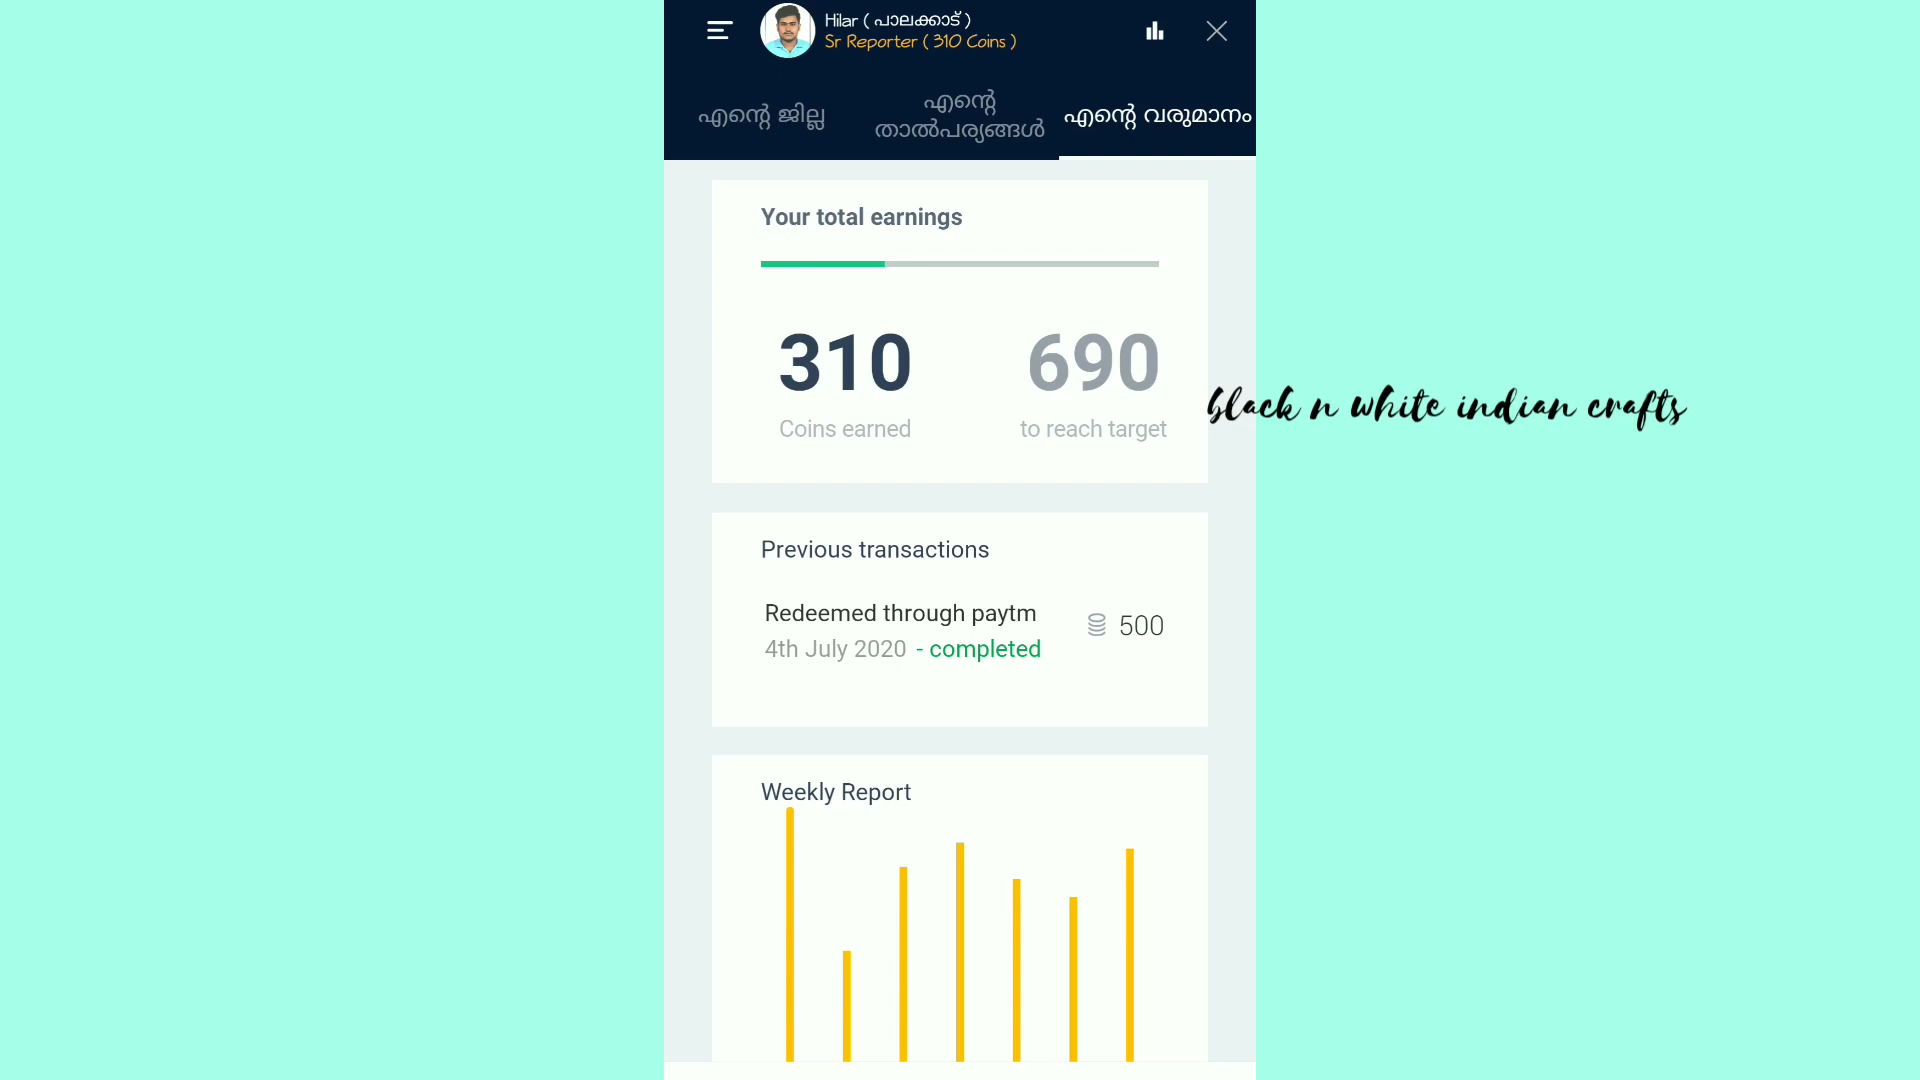 Hilar ( പാലക്കാട് )
Sr Reporter ( 310 Coins )
എന്റെ ജില്ല
എന്റെ
താൽപര്യങ്ങൾ
എന്റെ വരുമാനം
Your total earnings
310
690
Coins earned
to reach target
black n white indian crafts
Previous transactions
Redeemed through paytm
500
4th July 2020 - completed
Weekly Report